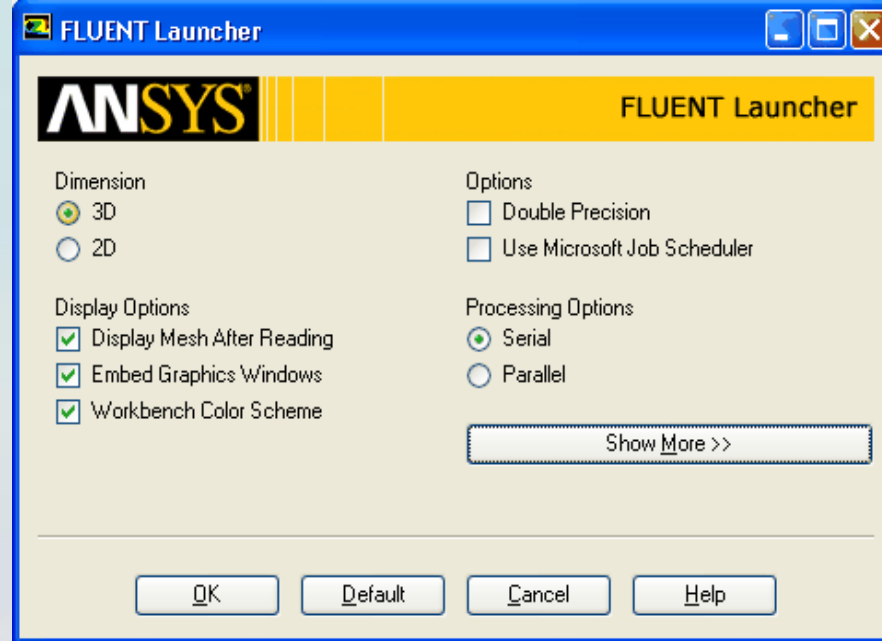 FLUENT Launcher
ANSYS®
FLUENT Launcher
Dimension
3D
2D
Display Options
Display Mesh After Reading
Embed Graphics Windows
Workbench Color Scheme
Options
Double Precision
Use Microsoft Job Scheduler
Processing Options
Serial
Parallel
Show More >>
OK
Default
Cancel
Help